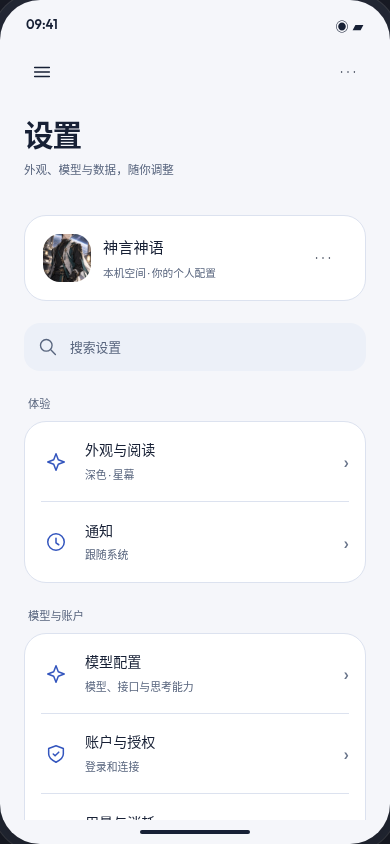 09:41
设置
外观、模型与数据，随你调整
神言神语
本机空间·你的个人配置
搜索设置
体验
外观与阅读
深色·星幕
通知
跟随系统
模型与账户
模型配置
模型、接口与思考能力
账户与授权
登录和连接